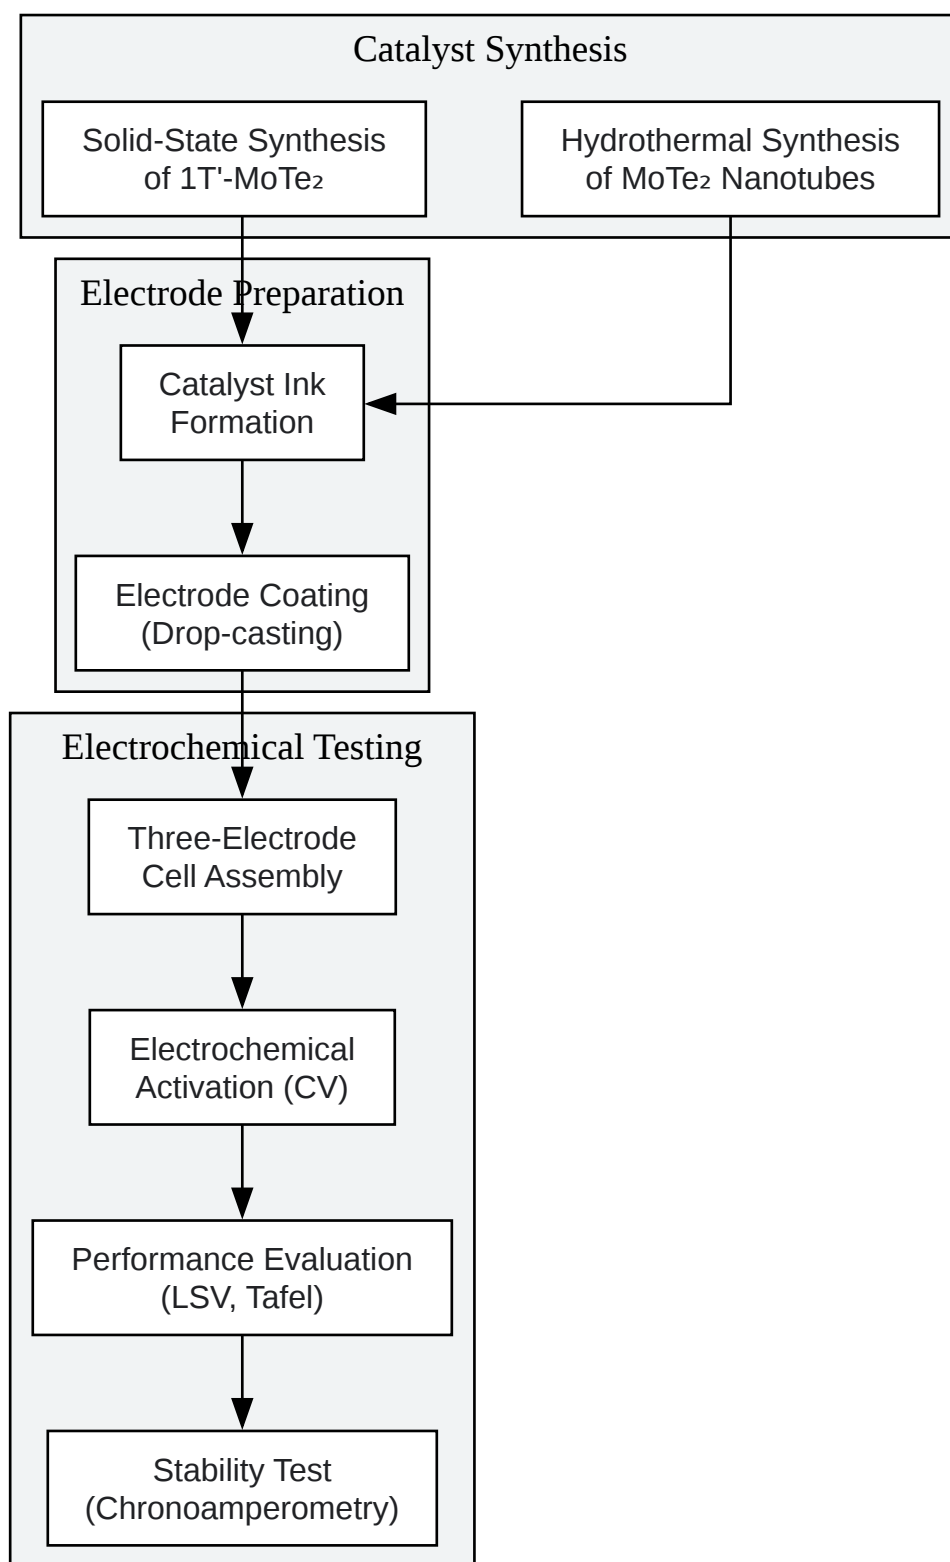 Catalyst Synthesis
Solid-State Synthesis
of 1T'-MoTe₂
Hydrothermal Synthesis
of MoTe₂ Nanotubes
Electrode Preparation
Catalyst Ink
Formation
Electrode Coating
(Drop-casting)
Electrochemical Testing
Three-Electrode
Cell Assembly
Electrochemical
Activation (CV)
Performance Evaluation
(LSV, Tafel)
Stability Test
(Chronoamperometry)